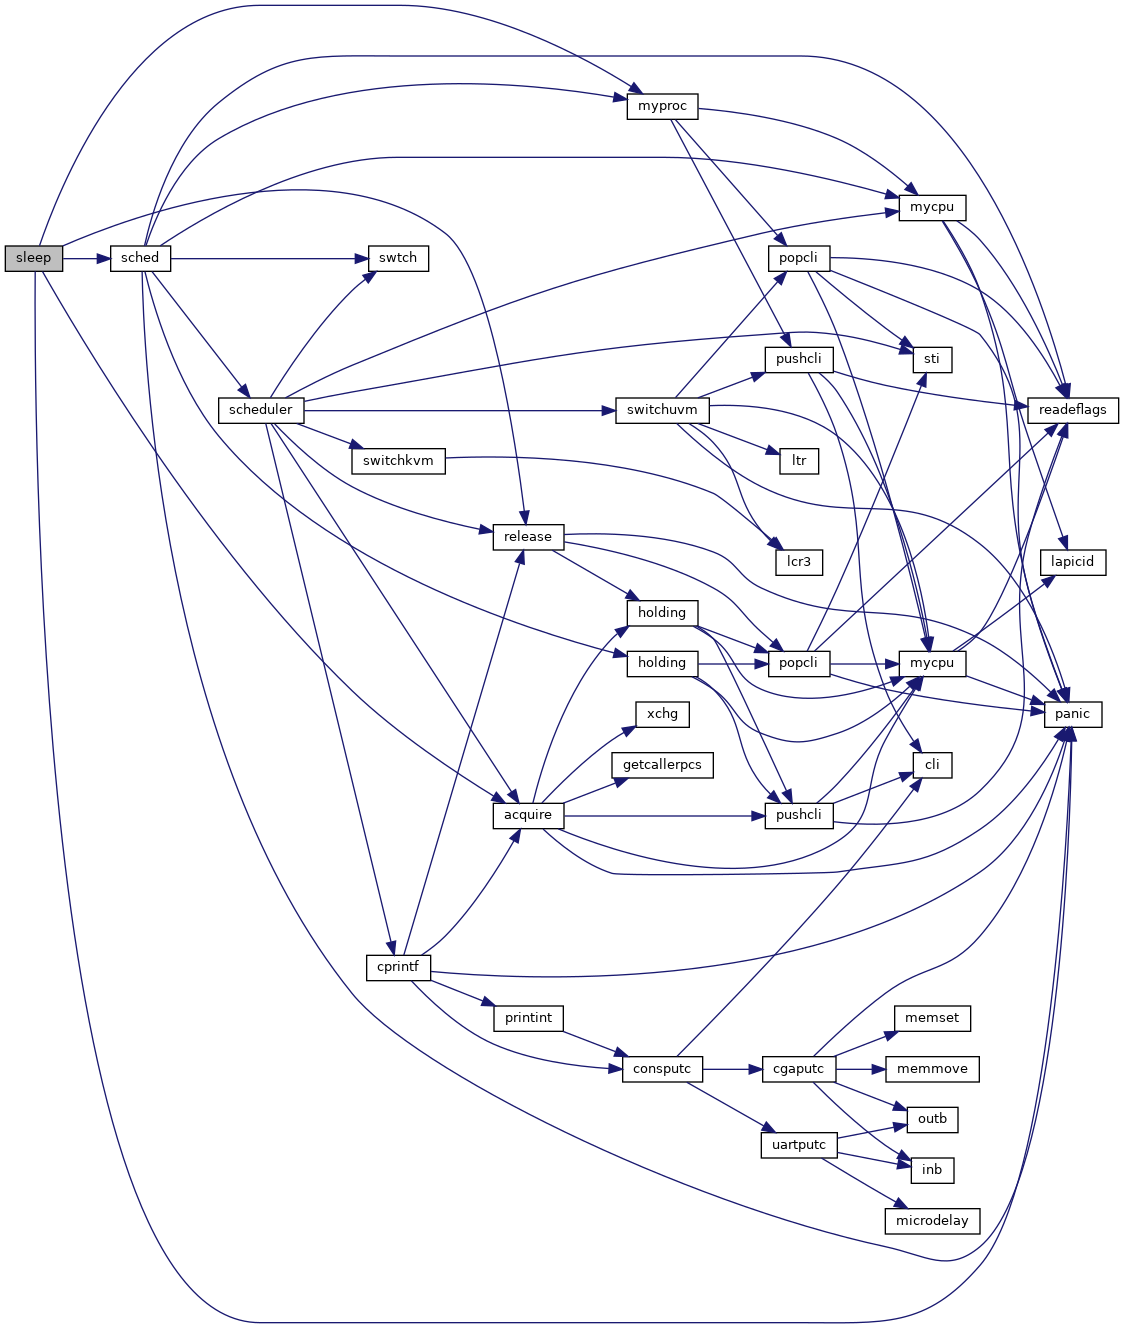 myproc
mycpu
sleep
sched
swtch
popcli
pushcli
sti
scheduler
switchuvm
readeflags
switchkvm
ltr
release
lcr3
lapicid
holding
holding
popcli
mycpu
xchg
panic
getcallerpcs
cli
acquire
pushcli
cprintf
printint
memset
consputc
cgaputc
memmove
outb
uartputc
inb
microdelay